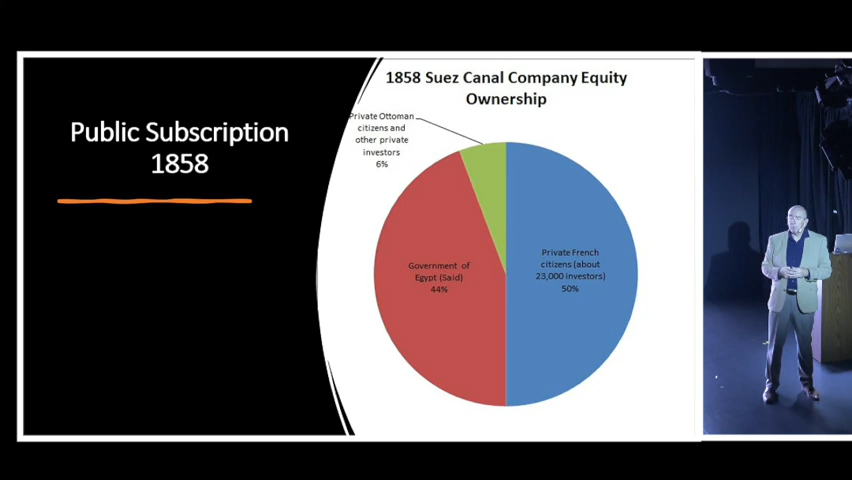 Public Subscription
1858
1858 Suez Canal Company Equity
Ownership
Private Ottoman
citizens and
other private
investors
6%
Government of
Egypt (Said)
44%
Private French
citizens (about
23,000 investors)
50%